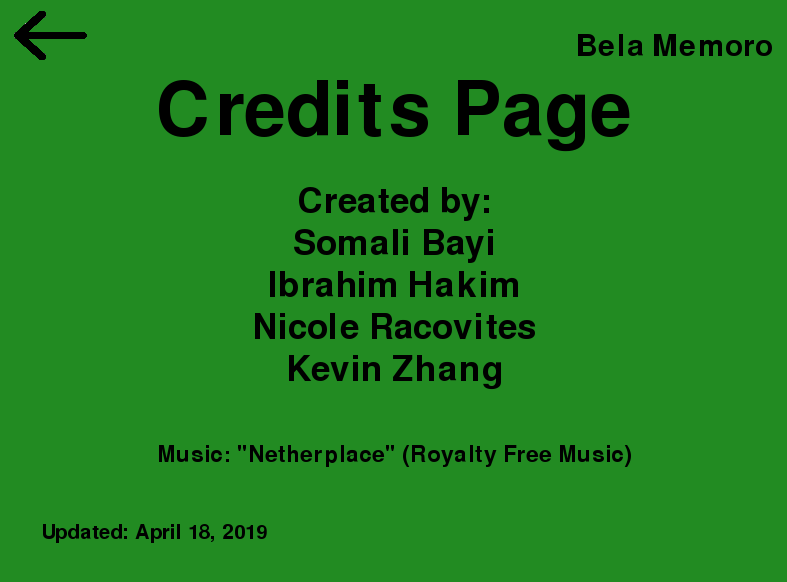 Bela Memoro
Credits Page
Created by:
Somali Bayi
Ibrahim Hakim
Nicole Racovites
Kevin Zhang
Music: "Netherplace" (Royalty Free Music)
Updated: April 18, 2019